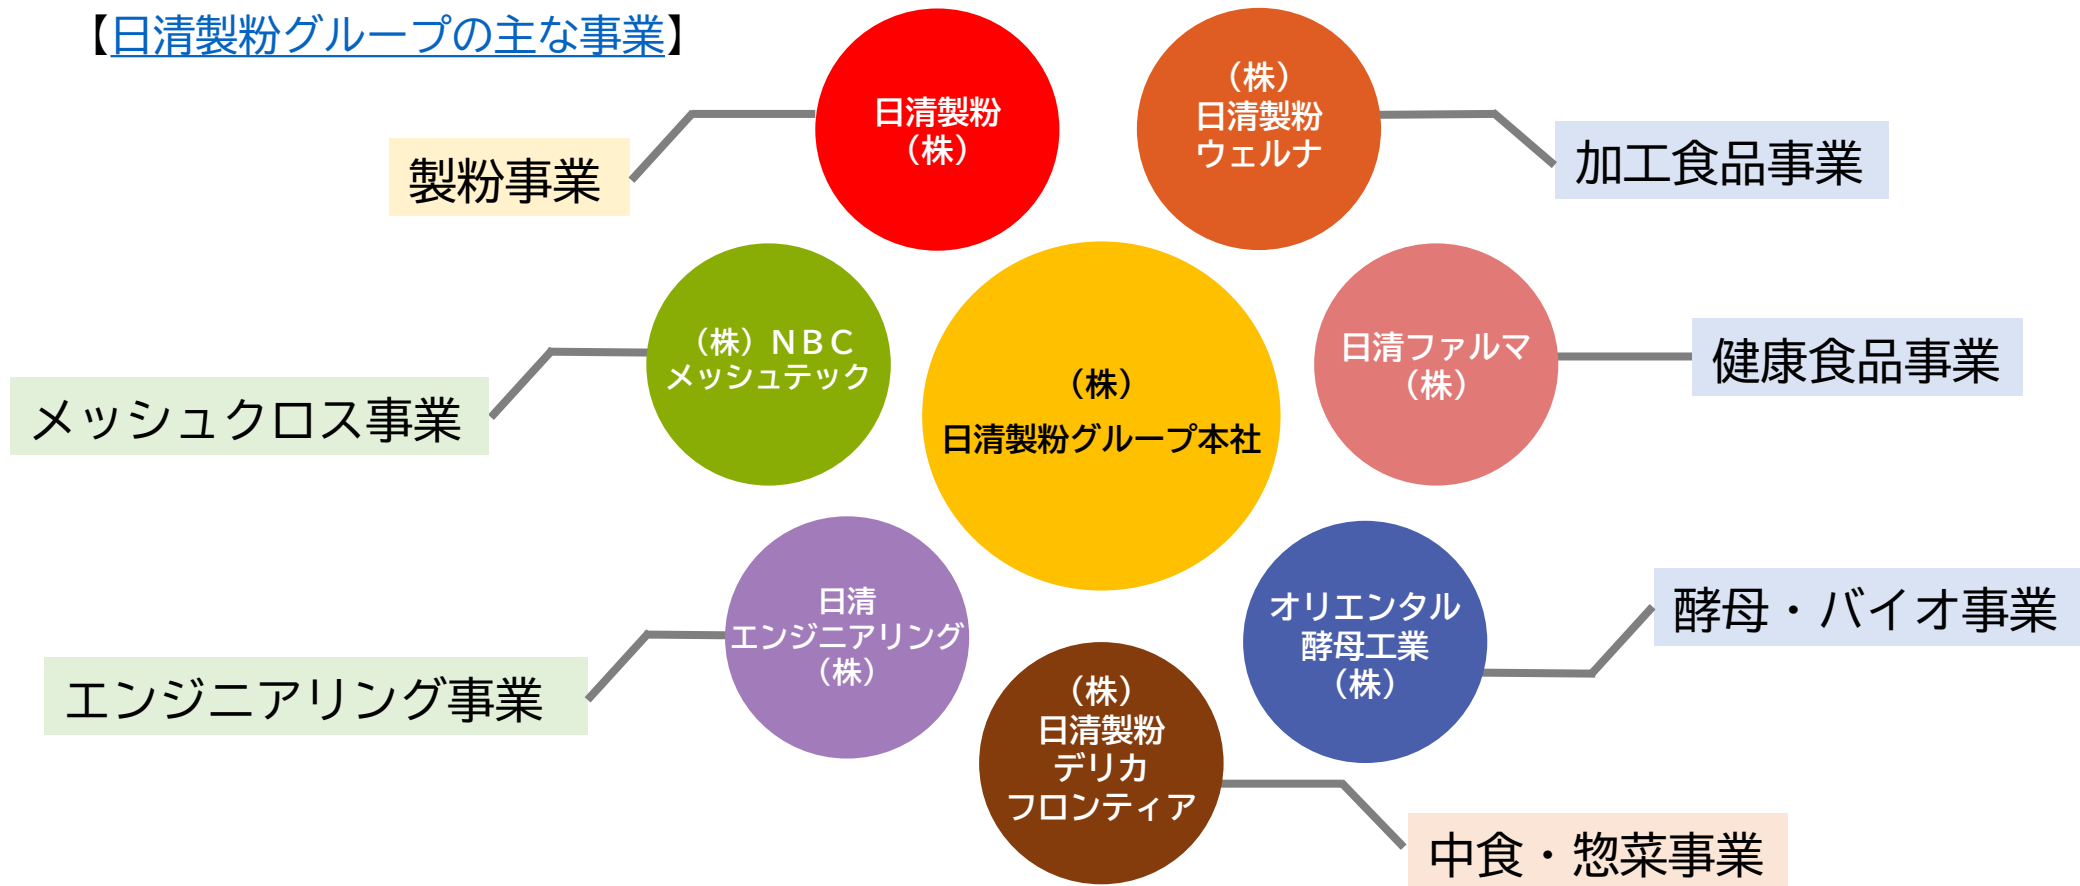 【日清製粉グループの主な事業】
日清製粉
（株）
（株）
日清製粉
ウェルナ
製粉事業
加工食品事業
（株）ＮＢＣ
メッシュテック
（株）
日清製粉グループ本社
日清ファルマ
（株）
健康食品事業
メッシュクロス事業
日清
エンジニアリング
（株）
オリエンタル
酵母工業
（株）
酵母・バイオ事業
エンジニアリング事業
（株）
日清製粉
デリカ
フロンティア
中食・惣菜事業